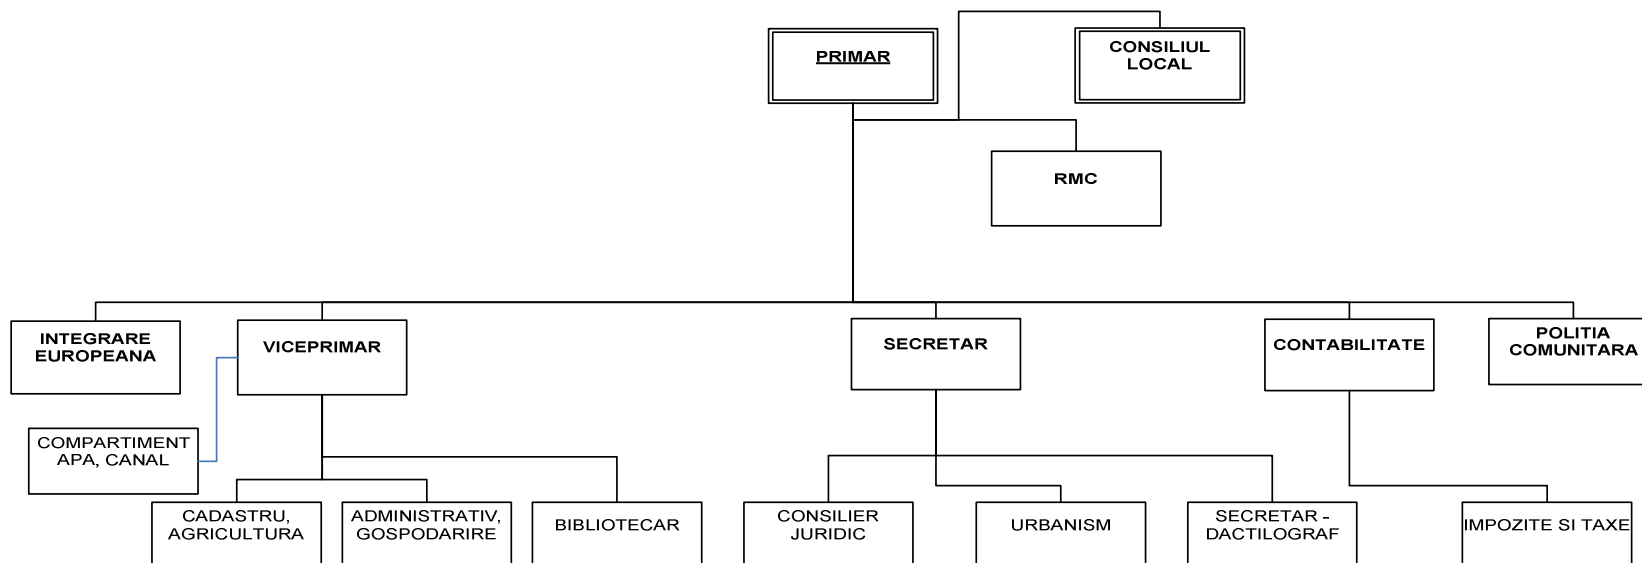 PRIMAR
CONSILIUL
LOCAL
RMC
INTEGRARE
EUROPEANA
VICEPRIMAR
SECRETAR
CONTABILITATE
POLITIA
COMUNITARA
COMPARTIMENT
APA, CANAL
CADASTRU,
AGRICULTURA
ADMINISTRATIV,
GOSPODARIRE
BIBLIOTECAR
CONSILIER
JURIDIC
URBANISM
SECRETAR -
DACTILOGRAF
IMPOZITE SI TAXE